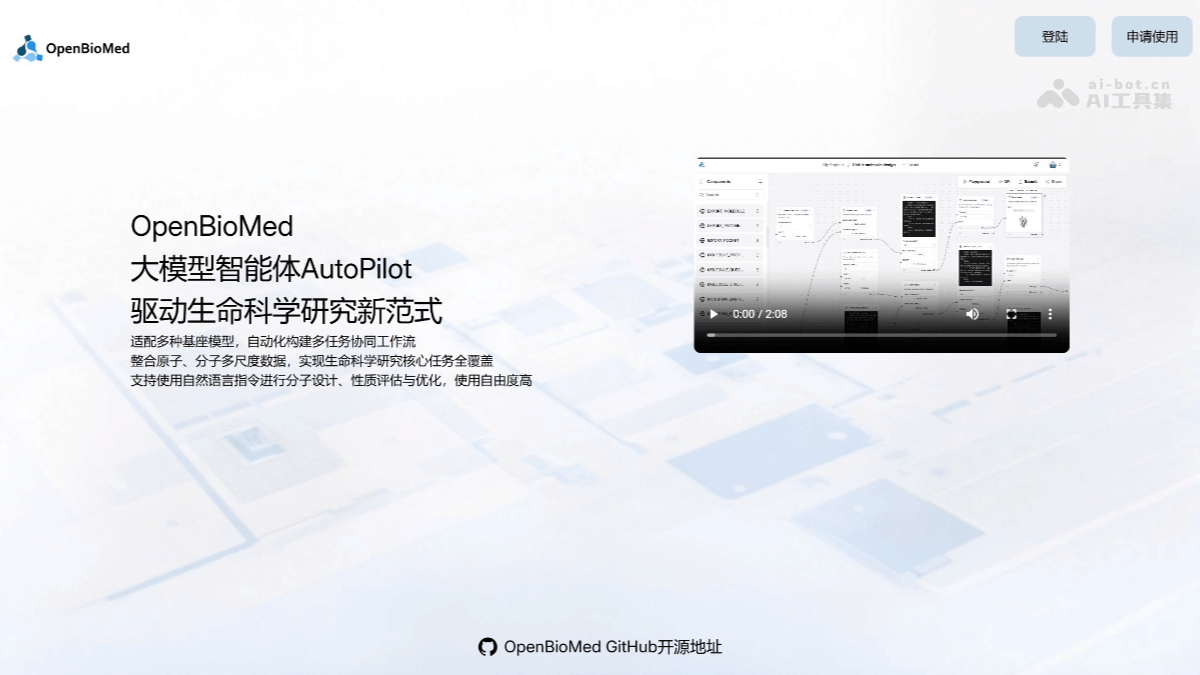 OpenBioMed
登陆
申请使用
ai-bot.cn
AI工具集
OpenBioMed
大模型智能体AutoPilot
驱动生命科学研究新范式
适配多种基座模型，自动化构建多任务协同工作流
整合原子、分子多尺度数据，实现生命科学研究核心任务全覆盖
支持使用自然语言指令进行分子设计、性质评估与优化，使用自由度高
Components
Playground
0:00 / 2:08
OpenBioMed GitHub开源地址